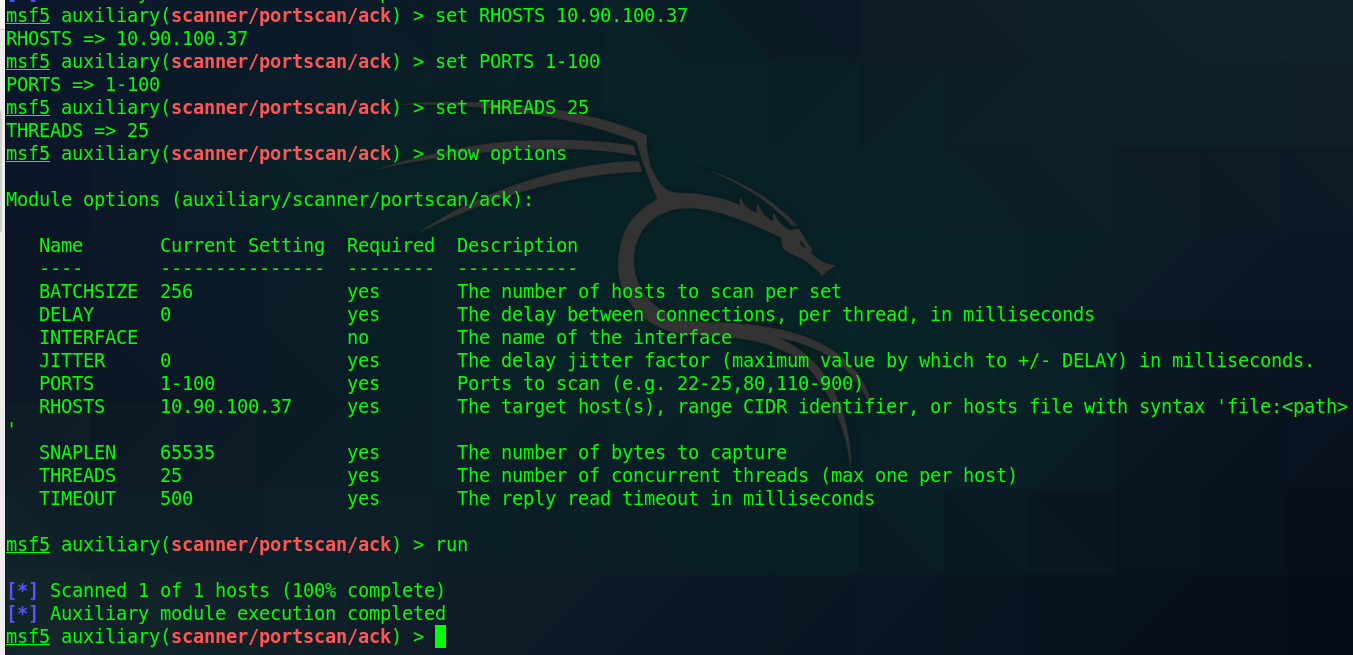 msf5 auxiliary(scanner/portscan/ack) > set RHOSTS 10.90.100.37
RHOSTS => 10.90.100.37
msf5 auxiliary(scanner/portscan/ack) > set PORTS 1-100
PORTS => 1-100
msf5 auxiliary(scanner/portscan/ack) > set THREADS 25
THREADS => 25
msf5 auxiliary(scanner/portscan/ack) > show options
Module options (auxiliary/scanner/portscan/ack):
Name Current Setting Required Description
---- --------------- -------- -----------
BATCHSIZE 256 yes The number of hosts to scan per set
DELAY 0 yes The delay between connections, per thread, in milliseconds
INTERFACE no The name of the interface
JITTER 0 yes The delay jitter factor (maximum value by which to +/- DELAY) in milliseconds.
PORTS 1-100 yes Ports to scan (e.g. 22-25,80,110-900)
RHOSTS 10.90.100.37 yes The target host(s), range CIDR identifier, or hosts file with syntax 'file:<path>
'
SNAPLEN 65535 yes The number of bytes to capture
THREADS 25 yes The number of concurrent threads (max one per host)
TIMEOUT 500 yes The reply read timeout in milliseconds
msf5 auxiliary(scanner/portscan/ack) > run
[*] Scanned 1 of 1 hosts (100% complete)
[*] Auxiliary module execution completed
msf5 auxiliary(scanner/portscan/ack) >